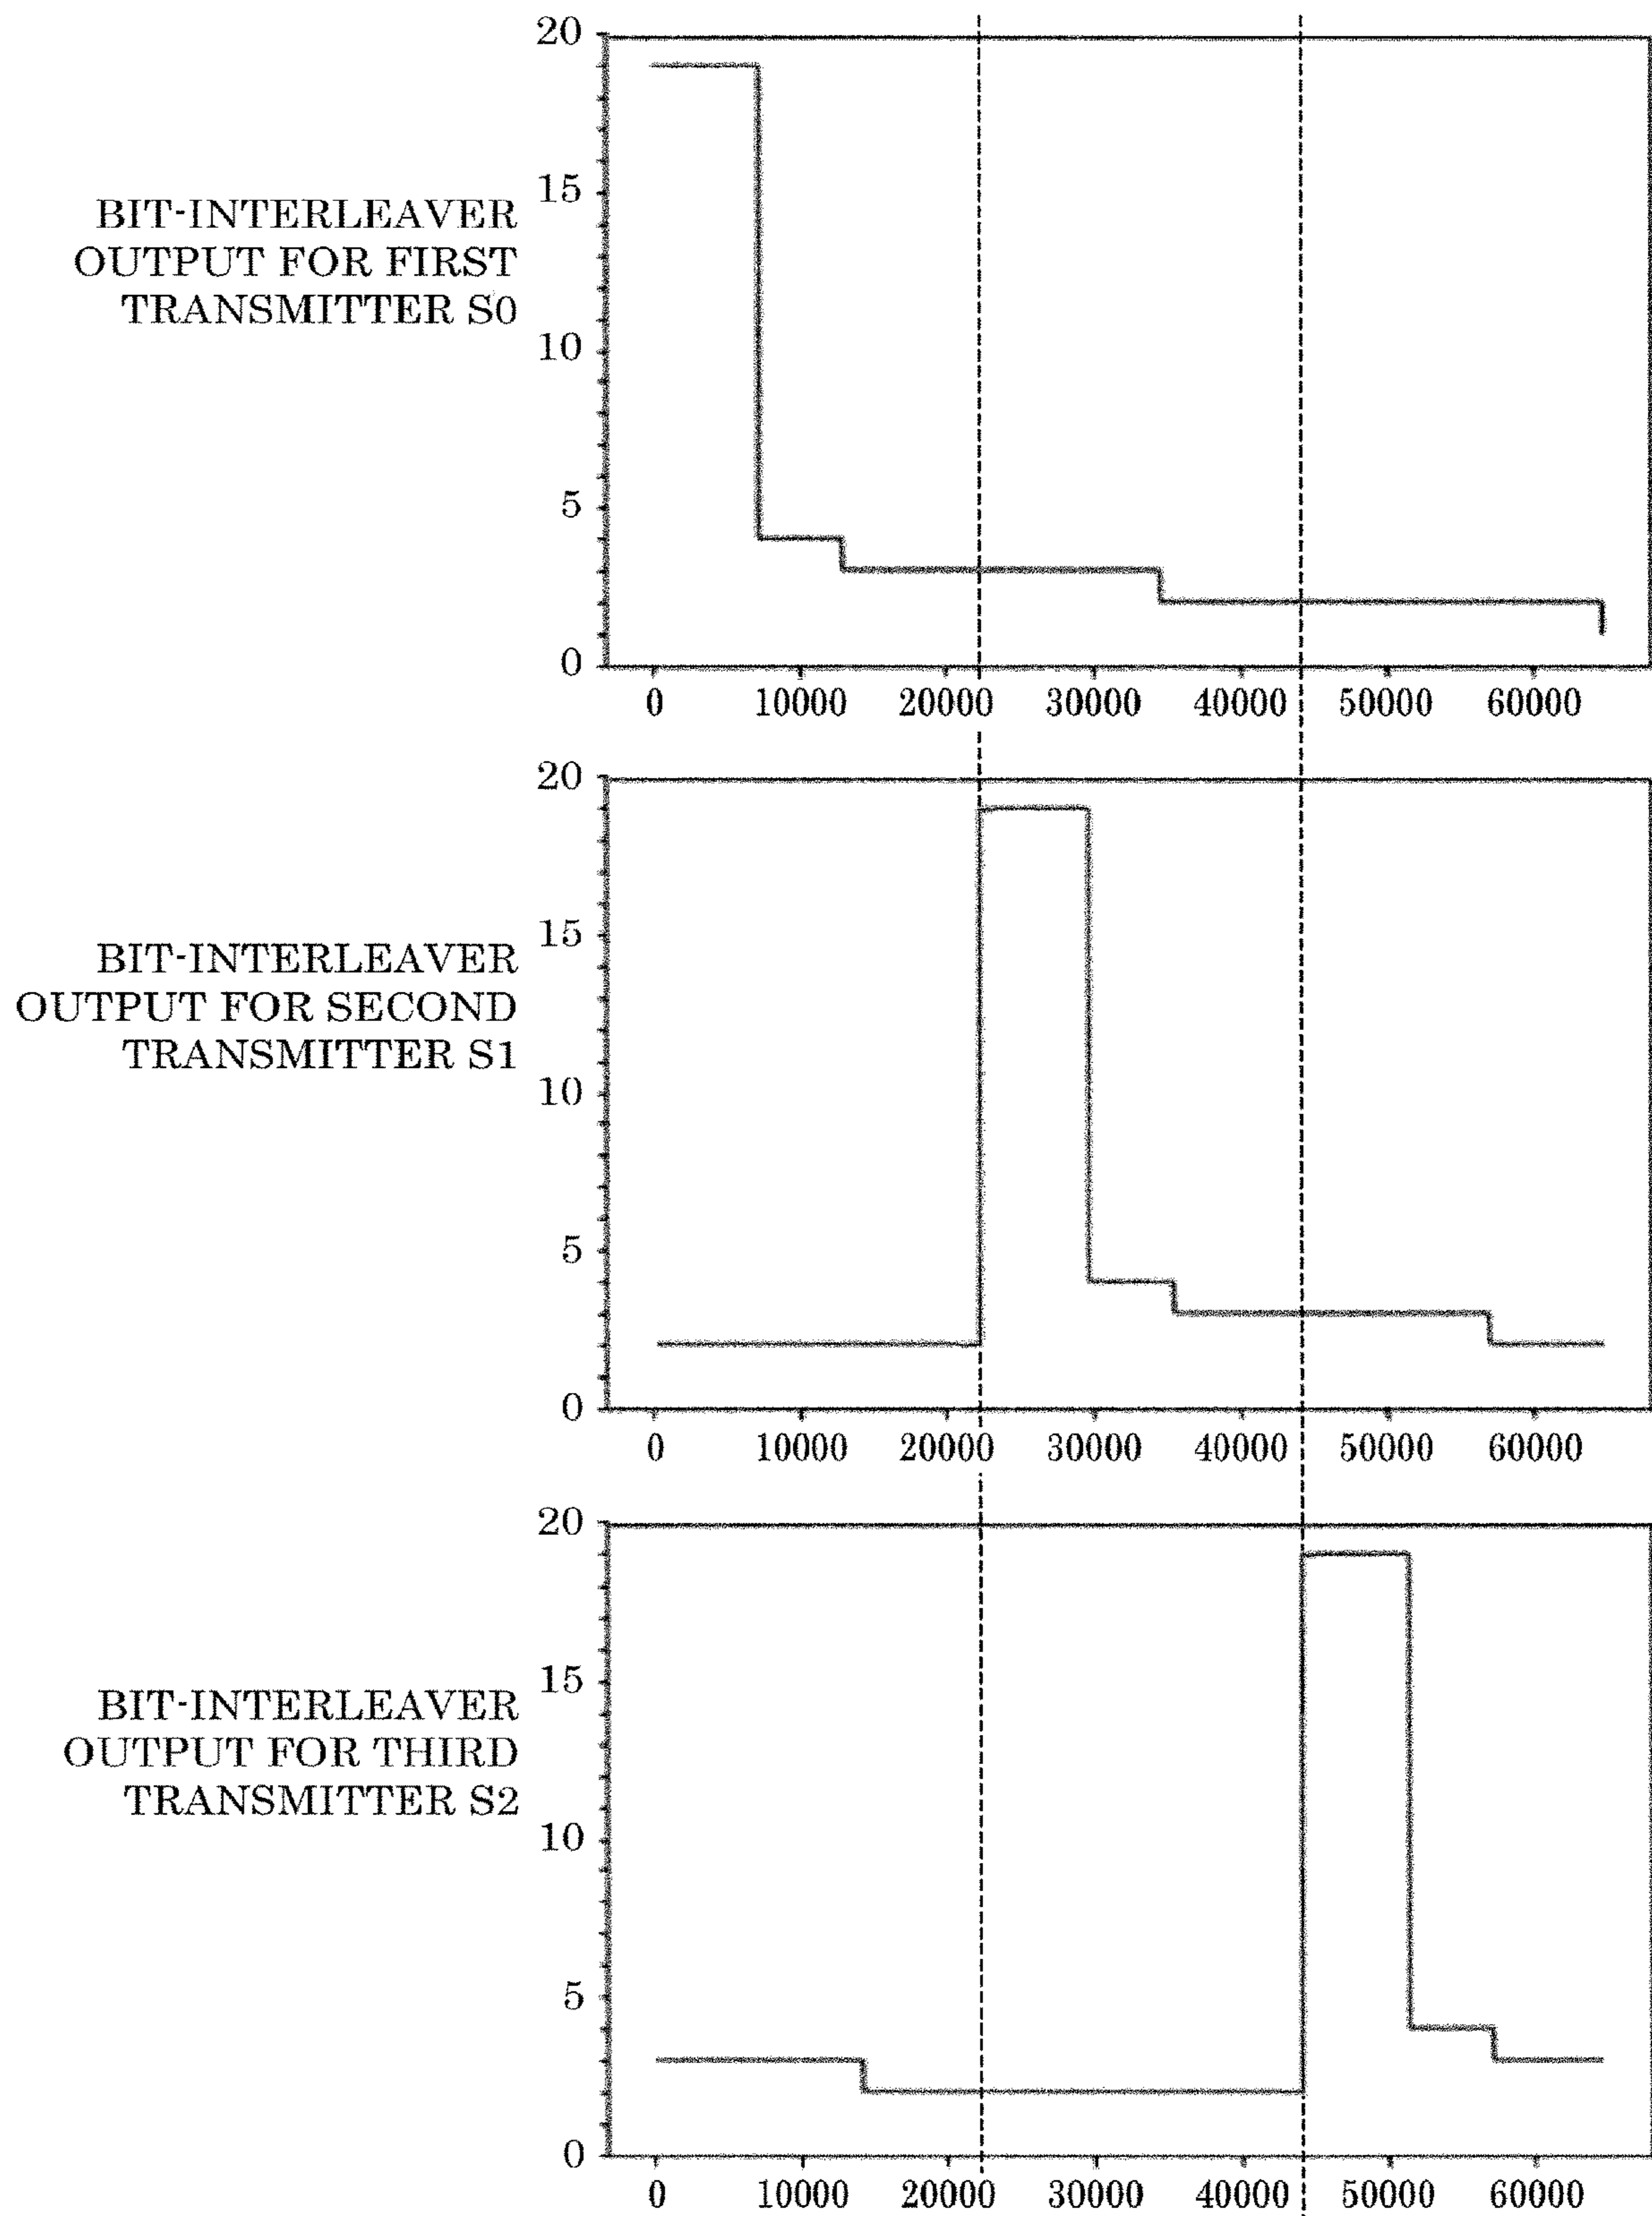 20
15
BIT-INTERLEAVER
OUTPUT FOR FIRST
TRANSMITTER S0
10
5
0
0 10000 20000 30000 40000 50000 60000
20
15
BIT-INTERLEAVER
OUTPUT FOR SECOND
TRANSMITTER S1
10
5
0
0 10000 20000 30000 40000 50000 60000
20
15
BIT-INTERLEAVER
OUTPUT FOR THIRD
TRANSMITTER S2
10
5
0
0 10000 20000 30000 40000 50000 60000